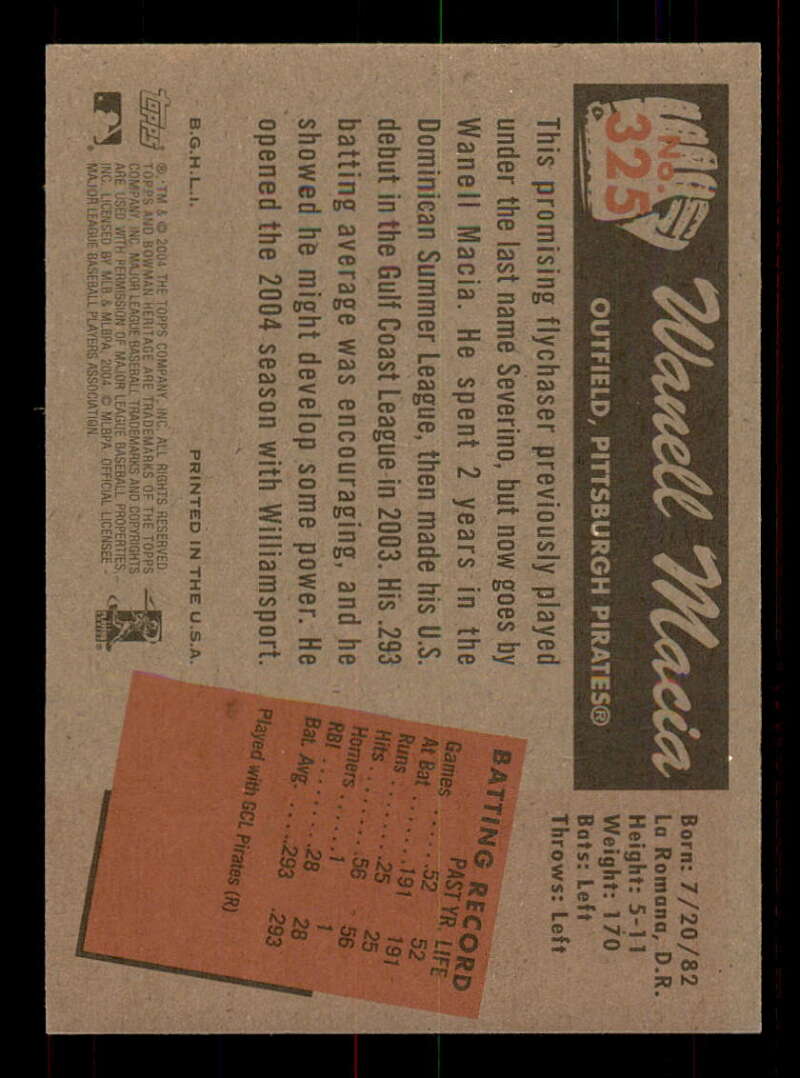 No.
325
Wanell Macia
OUTFIELD, PITTSBURGH PIRATES®
Born: 7/20/82
La Romana, D.R.
Height: 5-11
Weight: 170
Bats: Left
Throws: Left
This promising flychaser previously played
under the last name Severino, but now goes by
Wanell Macia. He spent 2 years in the
Dominican Summer League, then made his U.S.
debut in the Gulf Coast League in 2003. His .293
batting average was encouraging, and he
showed he might develop some power. He
opened the 2004 season with Williamsport.
BATTING RECORD
PAST YR. LIFE
Games ......52 52
At Bat .......191 191
Runs ........25 25
Hits .........56 56
Homers .......1 1
RBI .........28 28
Bat. Avg. .....293 .293
Played with GCL Pirates (R)
B.G.H.L.I. PRINTED IN THE U.S.A.
Topps
®, ™ & © 2004 THE TOPPS COMPANY, INC. ALL RIGHTS RESERVED.
TOPPS AND BOWMAN HERITAGE ARE TRADEMARKS OF THE TOPPS
COMPANY, INC. MAJOR LEAGUE BASEBALL TRADEMARKS AND COPYRIGHTS
ARE USED WITH PERMISSION OF MAJOR LEAGUE BASEBALL PROPERTIES,
INC. LICENSED BY MLB & MLBPA, 2004. © MLBPA. OFFICIAL LICENSEE -
MAJOR LEAGUE BASEBALL PLAYERS ASSOCIATION